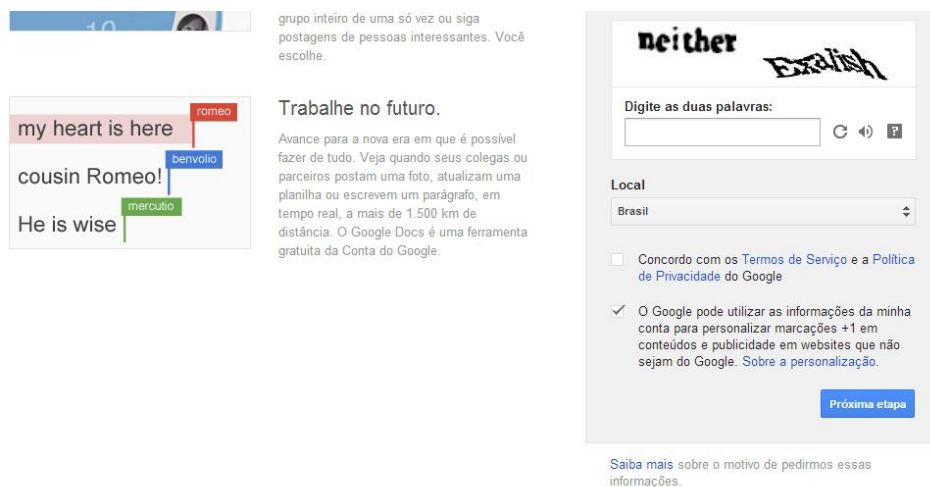 10
grupo inteiro de uma só vez ou siga
postagens de pessoas interessantes. Você
escolhe.
romeo
my heart is here
benvolio
cousin Romeo!
mercutio
He is wise
Trabalhe no futuro.
Avance para a nova era em que é possível
fazer de tudo. Veja quando seus colegas ou
parceiros postam uma foto, atualizam uma
planilha ou escrevem um parágrafo, em
tempo real, a mais de 1.500 km de
distância. O Google Docs é uma ferramenta
gratuita da Conta do Google.
neither
Digite as duas palavras:
Local
Brasil
Concordo com os Termos de Serviço e a Política
de Privacidade do Google
O Google pode utilizar as informações da minha
conta para personalizar marcações +1 em
conteúdos e publicidade em websites que não
sejam do Google. Sobre a personalização.
Próxima etapa
Saiba mais sobre o motivo de pedirmos essas
informações.